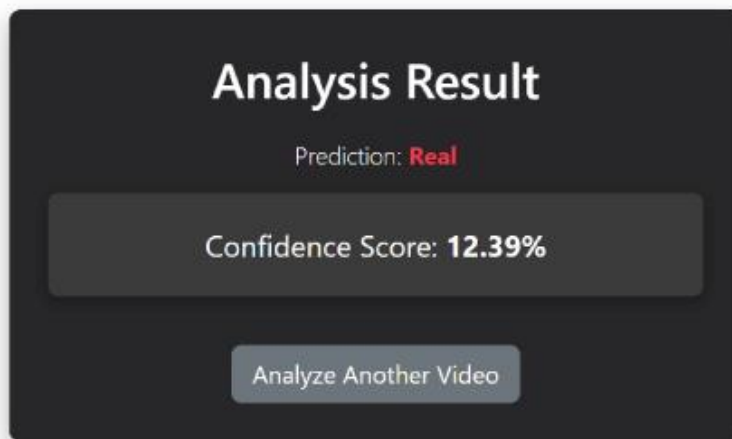 Analysis Result
Prediction: Real
Confidence Score: 12.39%
Analyze Another Video